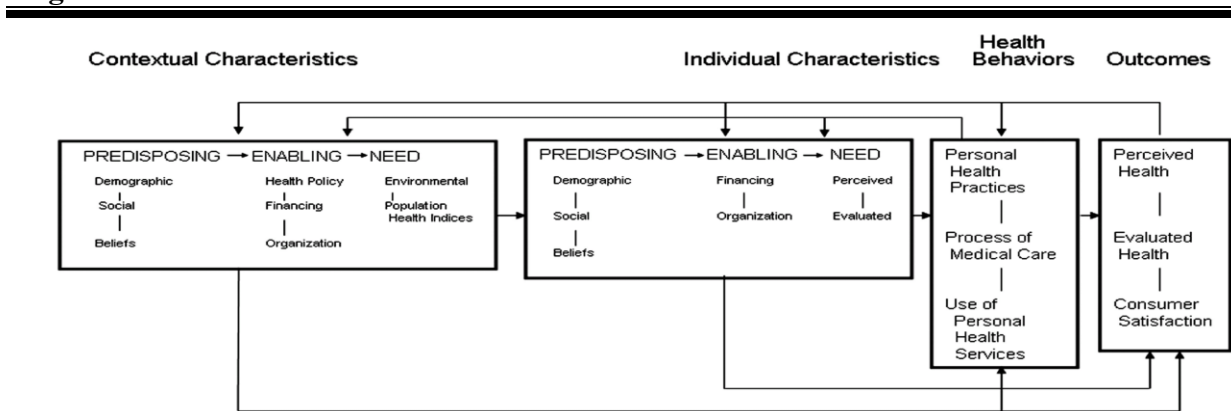 Contextual Characteristics
Individual Characteristics
Health
Behaviors
Outcomes
PREDISPOSING
ENABLING
NEED
Demographic
Social
Beliefs
Health Policy
Financing
Organization
Environmental
Population
Health Indices
PREDISPOSING
ENABLING
NEED
Demographic
Social
Beliefs
Financing
Organization
Perceived
Evaluated
Personal
Health
Practices
Process of
Medical Care
Use of
Personal
Health
Services
Perceived
Health
Evaluated
Health
Consumer
Satisfaction